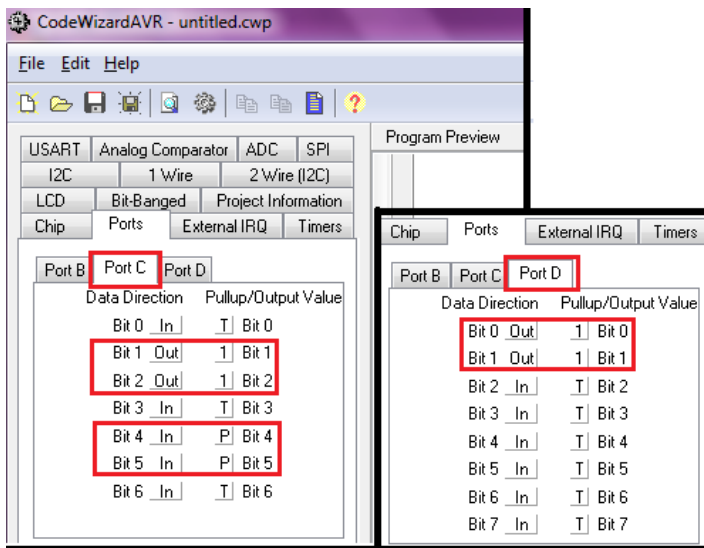 CodeWizardAVR - untitled.cwp
File Edit Help
USART Analog Comparator ADC SPI
I2C 1 Wire 2 Wire (I2C)
LCD Bit-Banged Project Information
Chip Ports External IRQ Timers
Port B Port C Port D
Data Direction Pullup/Output Value
Bit 0 In T Bit 0
Bit 1 Out 1 Bit 1
Bit 2 Out 1 Bit 2
Bit 3 In T Bit 3
Bit 4 In P Bit 4
Bit 5 In P Bit 5
Bit 6 In T Bit 6
Program Preview
Chip Ports External IRQ Timers
Port B Port C Port D
Data Direction Pullup/Output Value
Bit 0 Out 1 Bit 0
Bit 1 Out 1 Bit 1
Bit 2 In T Bit 2
Bit 3 In T Bit 3
Bit 4 In T Bit 4
Bit 5 In T Bit 5
Bit 6 In T Bit 6
Bit 7 In T Bit 7